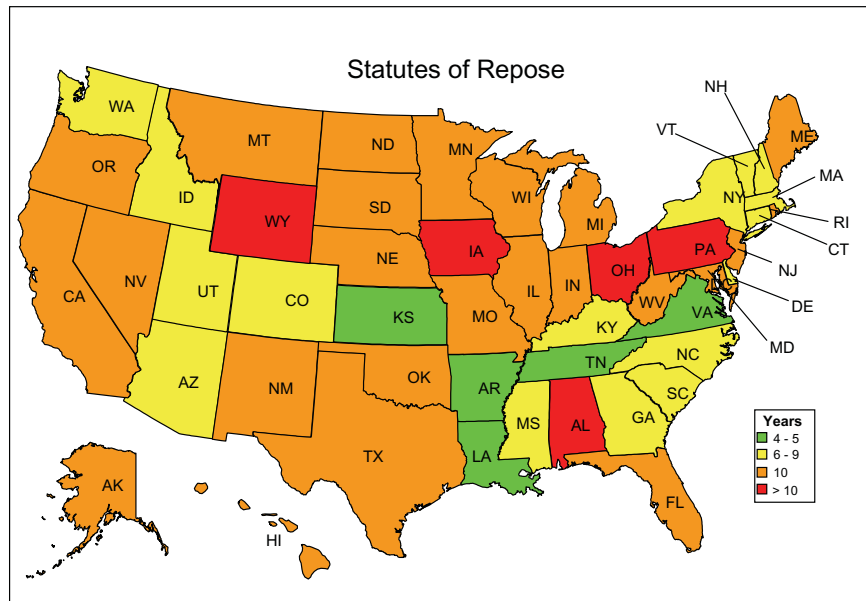 Statutes of Repose
NH
WA
VT
ME
MT
ND
MN
OR
MA
ID
SD
WI
NY
WY
MI
RI
IA
PA
CT
NE
NV
OH
NJ
IL
IN
UT
CA
CO
WV
DE
KS
MO
VA
KY
MD
NC
TN
OK
AZ
NM
AR
SC
MS
AL
GA
Years
TX
LA
4 - 5
6 - 9
10
> 10
AK
FL
HI